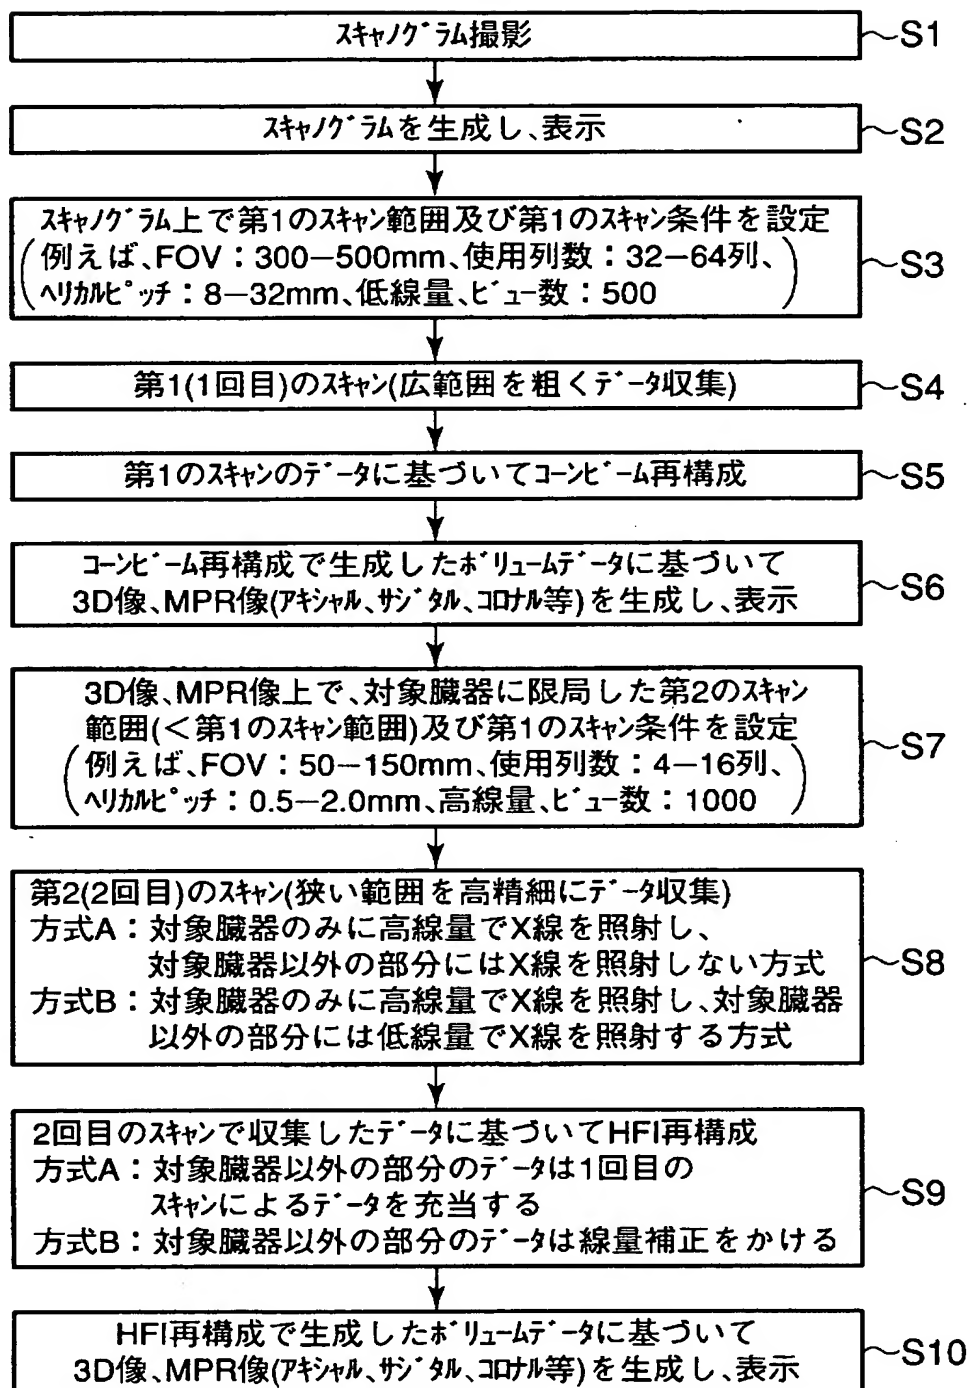 ｽｷｬﾉｸﾞﾗﾑ撮影
S1
ｽｷｬﾉｸﾞﾗﾑを生成し、表示
S2
ｽｷｬﾉｸﾞﾗﾑ上で第1のｽｷｬﾝ範囲及び第1のｽｷｬﾝ条件を設定
(例えば、FOV：300−500mm、使用列数：32−64列、
ﾍﾘｶﾙﾋﾟｯﾁ：8−32mm、低線量、ﾋﾞｭｰ数：500)
S3
第1(1回目)のｽｷｬﾝ(広範囲を粗くﾃﾞｰﾀ収集)
S4
第1のｽｷｬﾝのﾃﾞｰﾀに基づいてｺｰﾝﾋﾞｰﾑ再構成
S5
ｺｰﾝﾋﾞｰﾑ再構成で生成したﾎﾞﾘｭｰﾑﾃﾞｰﾀに基づいて
3D像、MPR像(ｱｷｼｬﾙ、ｻｼﾞﾀﾙ、ｺﾛﾅﾙ等)を生成し、表示
S6
3D像、MPR像上で、対象臓器に限局した第2のｽｷｬﾝ
範囲(＜第1のｽｷｬﾝ範囲)及び第1のｽｷｬﾝ条件を設定
(例えば、FOV：50−150mm、使用列数：4−16列、
ﾍﾘｶﾙﾋﾟｯﾁ：0.5−2.0mm、高線量、ﾋﾞｭｰ数：1000)
S7
第2(2回目)のｽｷｬﾝ(狭い範囲を高精細にﾃﾞｰﾀ収集)
方式A：対象臓器のみに高線量でX線を照射し、
対象臓器以外の部分にはX線を照射しない方式
方式B：対象臓器のみに高線量でX線を照射し、対象臓器
以外の部分には低線量でX線を照射する方式
S8
2回目のｽｷｬﾝで収集したﾃﾞｰﾀに基づいてHFI再構成
方式A：対象臓器以外の部分のﾃﾞｰﾀは1回目の
ｽｷｬﾝによるﾃﾞｰﾀを充当する
方式B：対象臓器以外の部分のﾃﾞｰﾀは線量補正をかける
S9
HFI再構成で生成したﾎﾞﾘｭｰﾑﾃﾞｰﾀに基づいて
3D像、MPR像(ｱｷｼｬﾙ、ｻｼﾞﾀﾙ、ｺﾛﾅﾙ等)を生成し、表示
S10